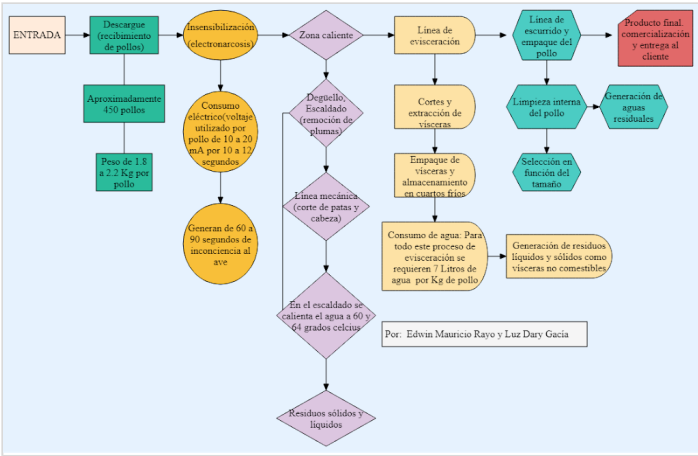 ENTRADA
Descargue
(recibimiento
de pollos)
Insensibilización
(electronarcosis)
Zona caliente
Línea de
evisceración
Línea de
escurrido y
empaque del
pollo
Producto final.
comercialización
y entrega al
cliente
Aproximadamente
450 pollos
Peso de 1.8
a 2.2 Kg por
pollo
Consumo
eléctrico(voltaje
utilizado por
pollo de 10 a 20
mA por 10 a 12
segundos
Generan de 60 a
90 segundos de
inconciencia al
ave
Degüello,
Escaldado
(remoción de
plumas)
Línea mecánica
(corte de patas y
cabeza)
En el escaldado se
calienta el agua a 60 y
64 grados celcius
Residuos sólidos y
líquidos
Cortes y
extracción de
vísceras
Empaque de
vísceras y
almacenamiento
en cuartos fríos
Consumo de agua: Para
todo este proceso de
evisceración se
requieren 7 Litros de
agua por Kg de pollo
Generación de residuos
líquidos y sólidos como
vísceras no comestibles
Limpieza interna
del pollo
Generación de
aguas
residuales
Selección en
función del
tamaño
Por: Edwin Mauricio Rayo y Luz Dary Gacía